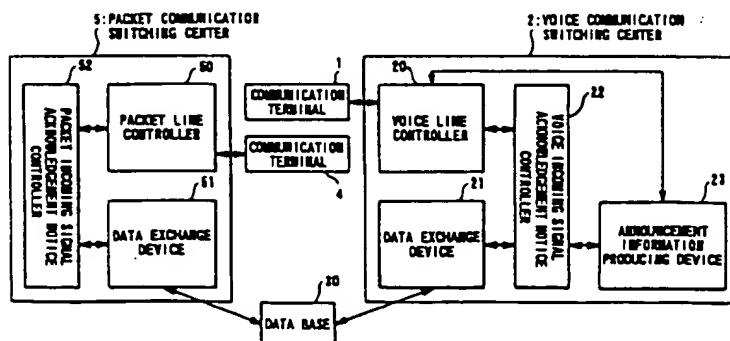 5:PACKET COMMUNICATION
SWITCHING CENTER
2:VOICE COMMUNICATION
SWITCHING CENTER
52
50
1
20
22
PACKET INCOMING SIGNAL
ACKNOWLEDGEMENT NOTICE
CONTROLLER
PACKET LINE
CONTROLLER
COMMUNICATION
TERMINAL
VOICE LINE
CONTROLLER
VOICE INCOMING SIGNAL
ACKNOWLEDGEMENT NOTICE
CONTROLLER
COMMUNICATION
TERMINAL
4
51
21
23
DATA EXCHANGE
DEVICE
DATA EXCHANGE
DEVICE
ANNOUNCEMENT
INFORMATION
PRODUCING DEVICE
30
DATA BASE